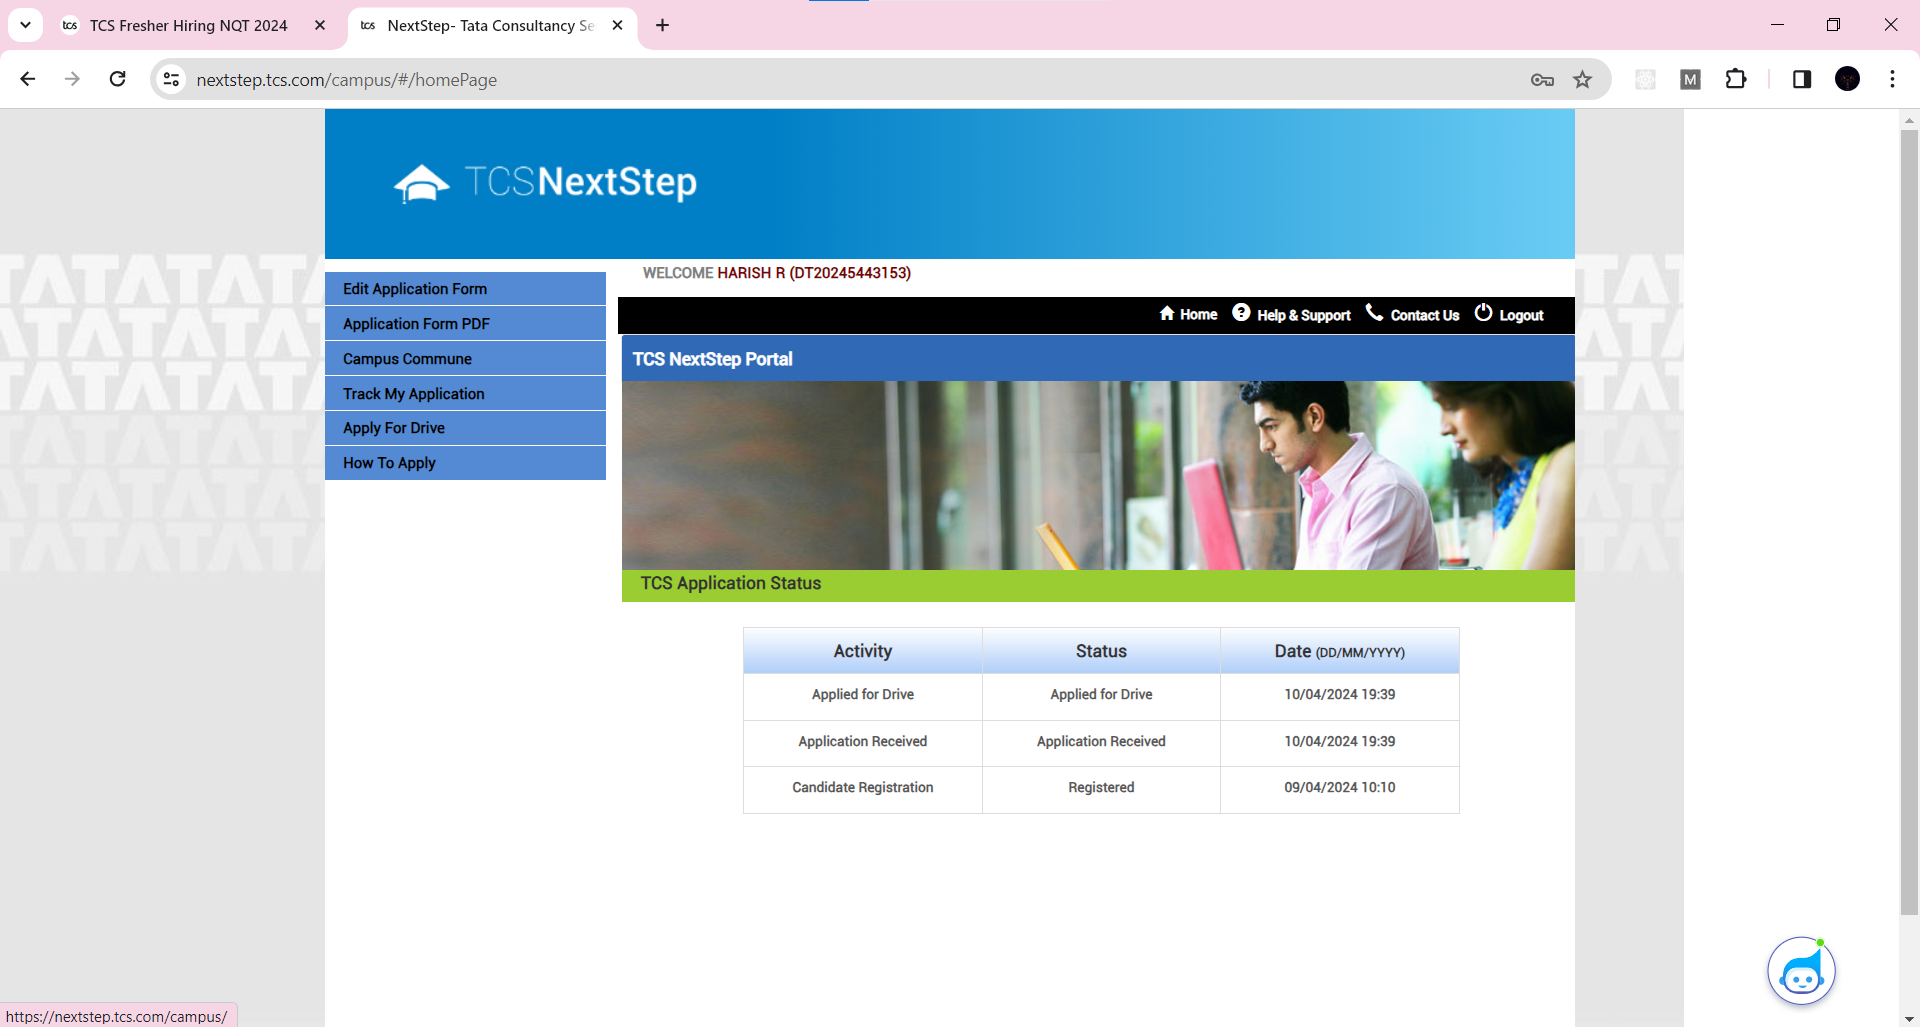 TCS Fresher Hiring NQT 2024
NextStep- Tata Consultancy Se
nextstep.tcs.com/campus/#/homePage
M
TCSNextStep
WELCOME HARISH R (DT20245443153)
Home Help & Support Contact Us Logout
Edit Application Form
Application Form PDF
Campus Commune
Track My Application
Apply For Drive
How To Apply
TCS NextStep Portal
TCS Application Status
Activity Status Date (DD/MM/YYYY)
Applied for Drive Applied for Drive 10/04/2024 19:39
Application Received Application Received 10/04/2024 19:39
Candidate Registration Registered 09/04/2024 10:10
https://nextstep.tcs.com/campus/